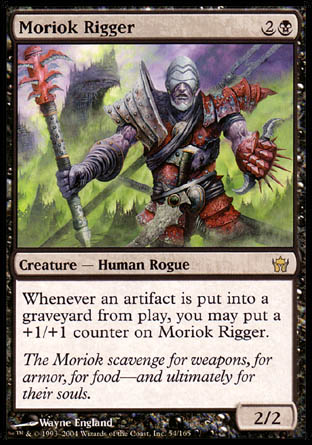 Moriok Rigger 2
Creature — Human Rogue
Whenever an artifact is put into a
graveyard from play, you may put a
+1/+1 counter on Moriok Rigger.
The Moriok scavenge for weapons, for
armor, for food—and ultimately for
their souls.
Wayne England
™ & © 1993–2004 Wizards of the Coast, Inc. 54/165
2/2